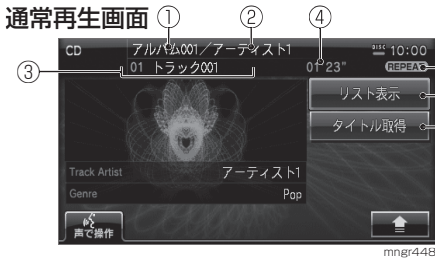 通常再生画面
① ② ④
CD アルバム001／アーティスト1 DISC 10:00
③ 01 トラック001 01'23" REPEAT
リスト表示
タイトル取得
Track Artist アーティスト1
Genre Pop
声で操作
mngr448